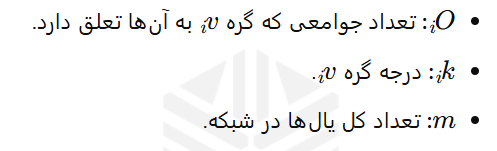 • $O_i$: تعداد جوامعی که گره $v_i$ به آن‌ها تعلق دارد.
• $k_i$: درجه گره $v_i$.
• $m$: تعداد کل یال‌ها در شبکه.